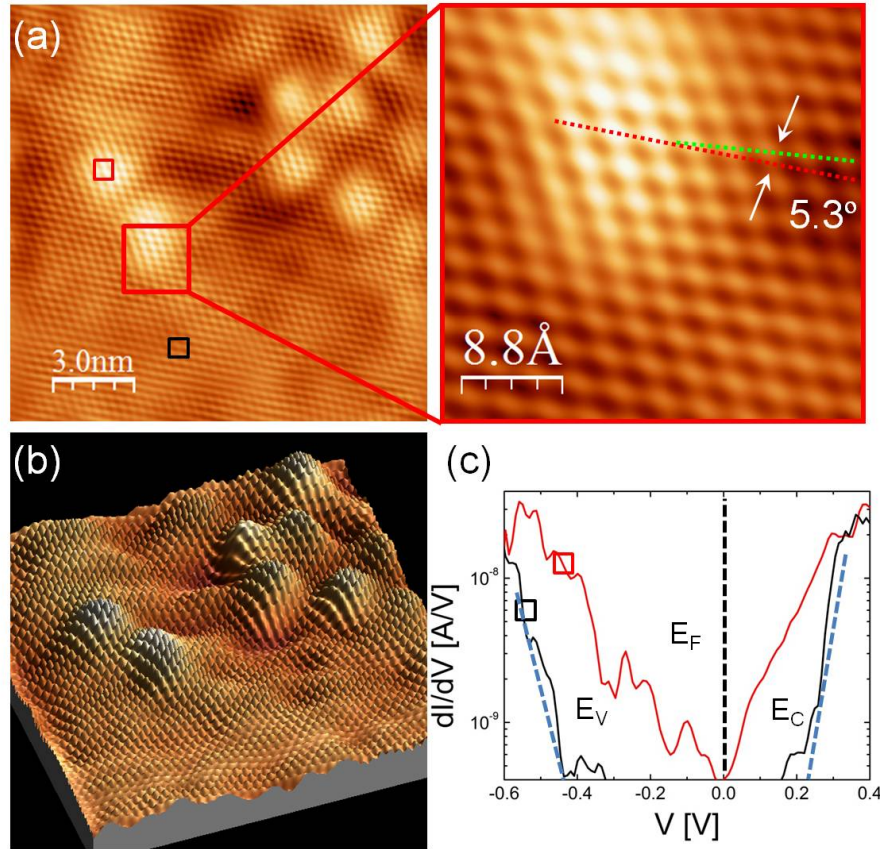 (a)
3.0nm
5.3º
8.8Å
(b)
(c)
dI/dV [A/V]
10⁻⁸
10⁻⁹
E_V
E_F
E_C
-0.6 -0.4 -0.2 0.0 0.2 0.4
V [V]